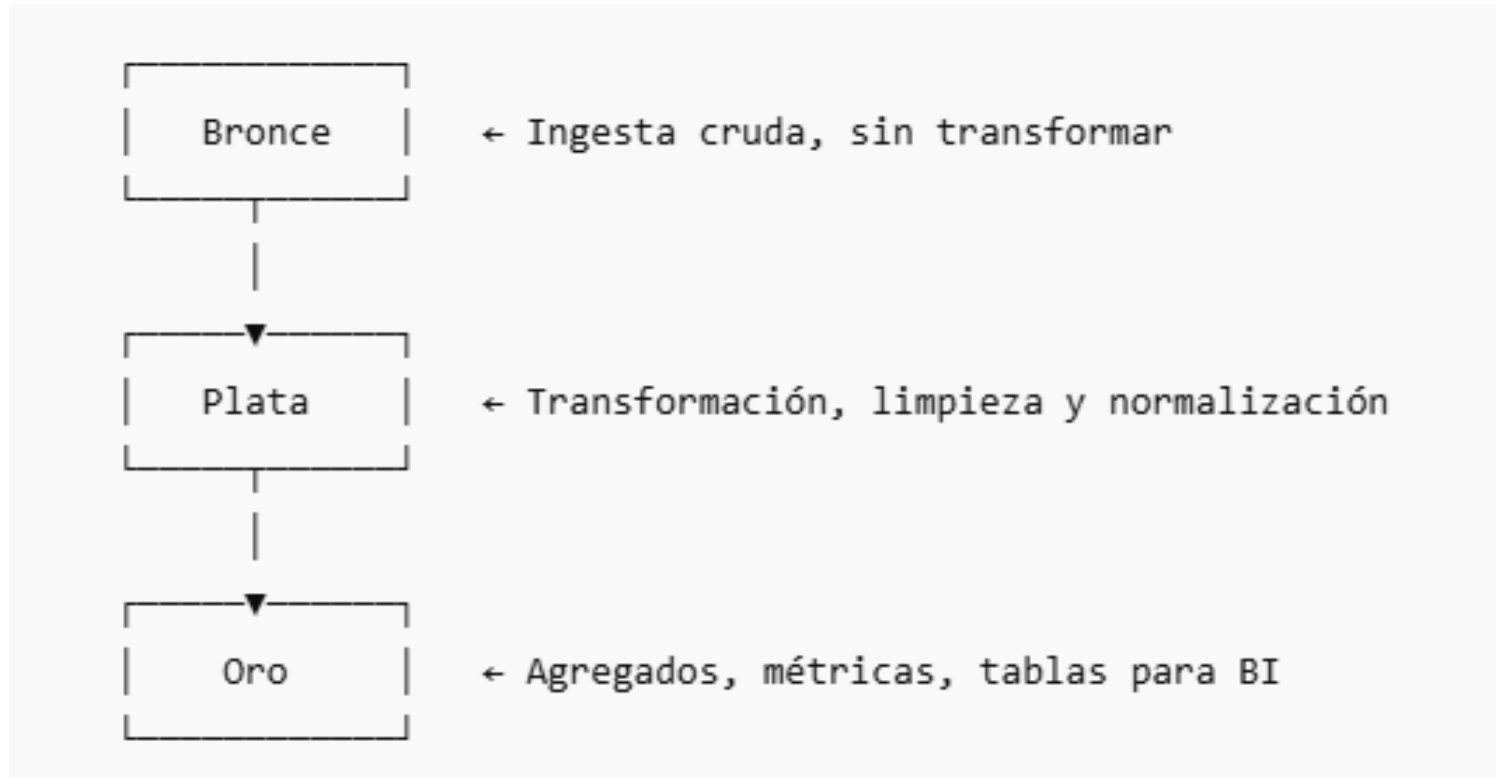 Bronce ← Ingesta cruda, sin transformar
Plata ← Transformación, limpieza y normalización
Oro ← Agregados, métricas, tablas para BI